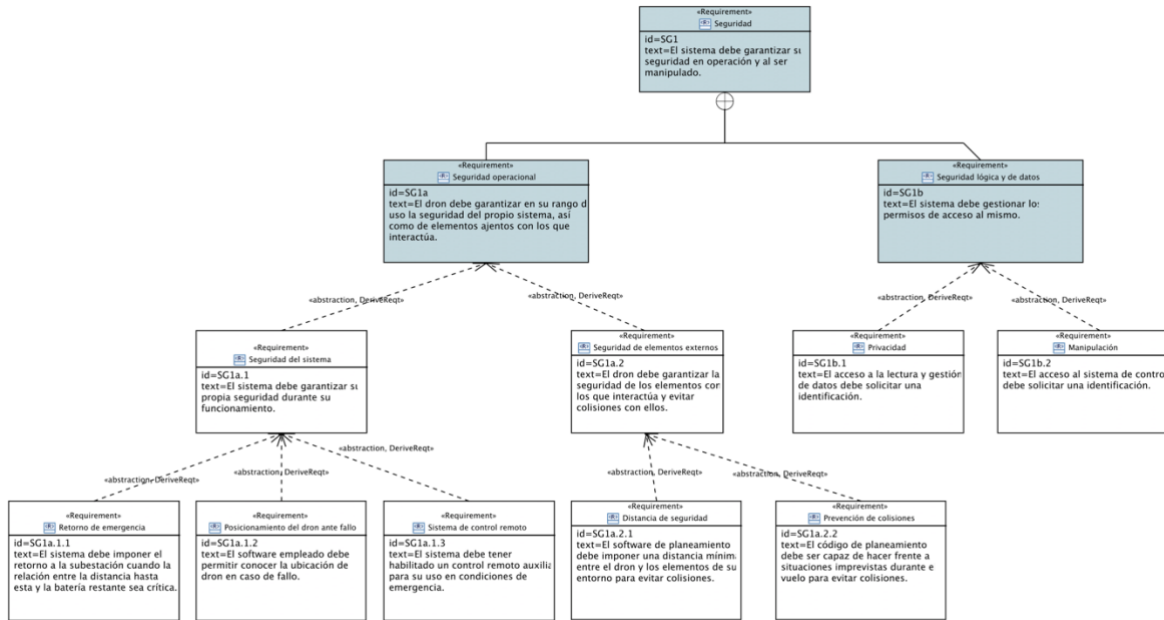 «Requirement»
Seguridad
id=SG1
text=El sistema debe garantizar su
seguridad en operación y al ser
manipulado.
«Requirement»
Seguridad operacional
id=SG1a
text=El dron debe garantizar en su rango d
uso la seguridad del propio sistema, así
como de elementos ajentos con los que
interactúa.
«Requirement»
Seguridad lógica y de datos
id=SG1b
text=El sistema debe gestionar los
permisos de acceso al mismo.
«abstraction, DeriveReqt»
«abstraction, DeriveReqt»
«abstraction, DeriveReqt»
«abstraction, DeriveReqt»
«Requirement»
Seguridad del sistema
id=SG1a.1
text=El sistema debe garantizar su
propia seguridad durante su
funcionamiento.
«Requirement»
Seguridad de elementos externos
id=SG1a.2
text=El dron debe garantizar la
seguridad de los elementos con
los que interactúa y evitar
colisiones con ellos.
«Requirement»
Privacidad
id=SG1b.1
text=El acceso a la lectura y gestión
de datos debe solicitar una
identificación.
«Requirement»
Manipulación
id=SG1b.2
text=El acceso al sistema de contro
debe solicitar una identificación.
«abstraction, DeriveReqt»
«abstraction, DeriveReqt»
«abstraction, DeriveReqt»
«abstraction, DeriveReqt»
«abstraction, DeriveReqt»
«Requirement»
Retorno de emergencia
id=SG1a.1.1
text=El sistema debe imponer el
retorno a la subestación cuando la
relación entre la distancia hasta
esta y la batería restante sea crítica.
«Requirement»
Posicionamiento del dron ante fallo
id=SG1a.1.2
text=El software empleado debe
permitir conocer la ubicación de
dron en caso de fallo.
«Requirement»
Sistema de control remoto
id=SG1a.1.3
text=El sistema debe tener
habilitado un control remoto auxilia
para su uso en condiciones de
emergencia.
«Requirement»
Distancia de seguridad
id=SG1a.2.1
text=El software de planeamiento
debe imponer una distancia mínim
entre el dron y los elementos de su
entorno para evitar colisiones.
«Requirement»
Prevención de colisiones
id=SG1a.2.2
text=El código de planeamiento
debe ser capaz de hacer frente a
situaciones imprevistas durante e
vuelo para evitar colisiones.